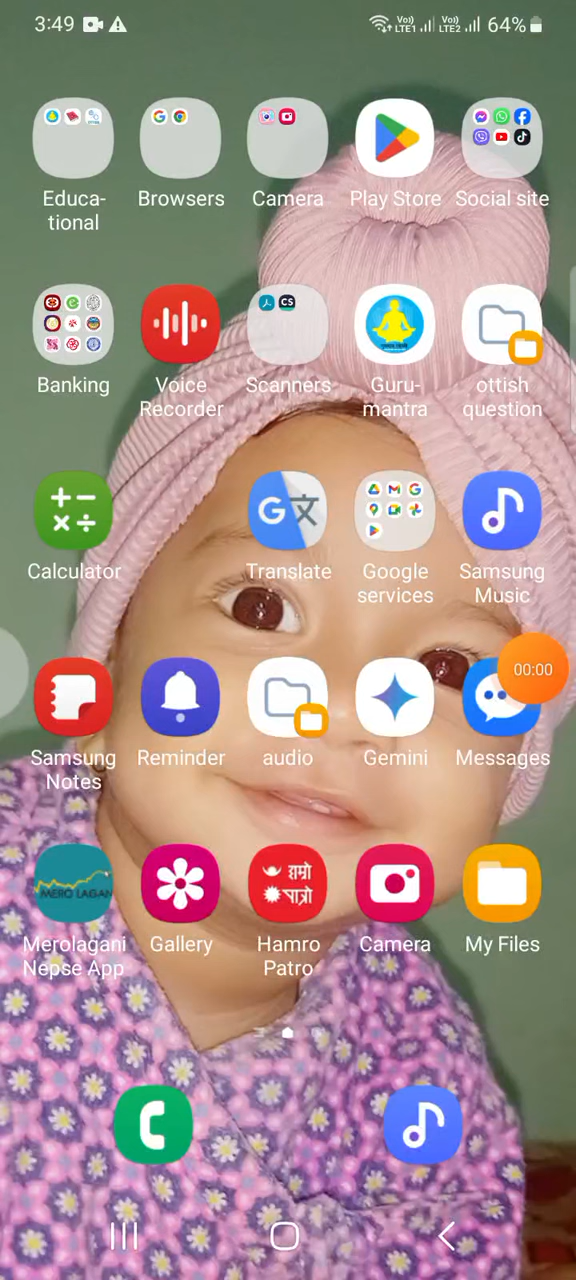 3:49 Vo) LTE1 Vo) LTE2 64%
Educa-
tional
Browsers
Camera
Play Store
Social site
Banking
Voice
Recorder
CS
Scanners
Guru-
mantra
ottish
question
Calculator
G 文
Translate
Google
services
Samsung
Music
00:00
Samsung
Notes
Reminder
audio
Gemini
Messages
MERO LAGAN
Merolagani
Nepse App
Gallery
हाम्रो
पात्रो
Hamro
Patro
Camera
My Files